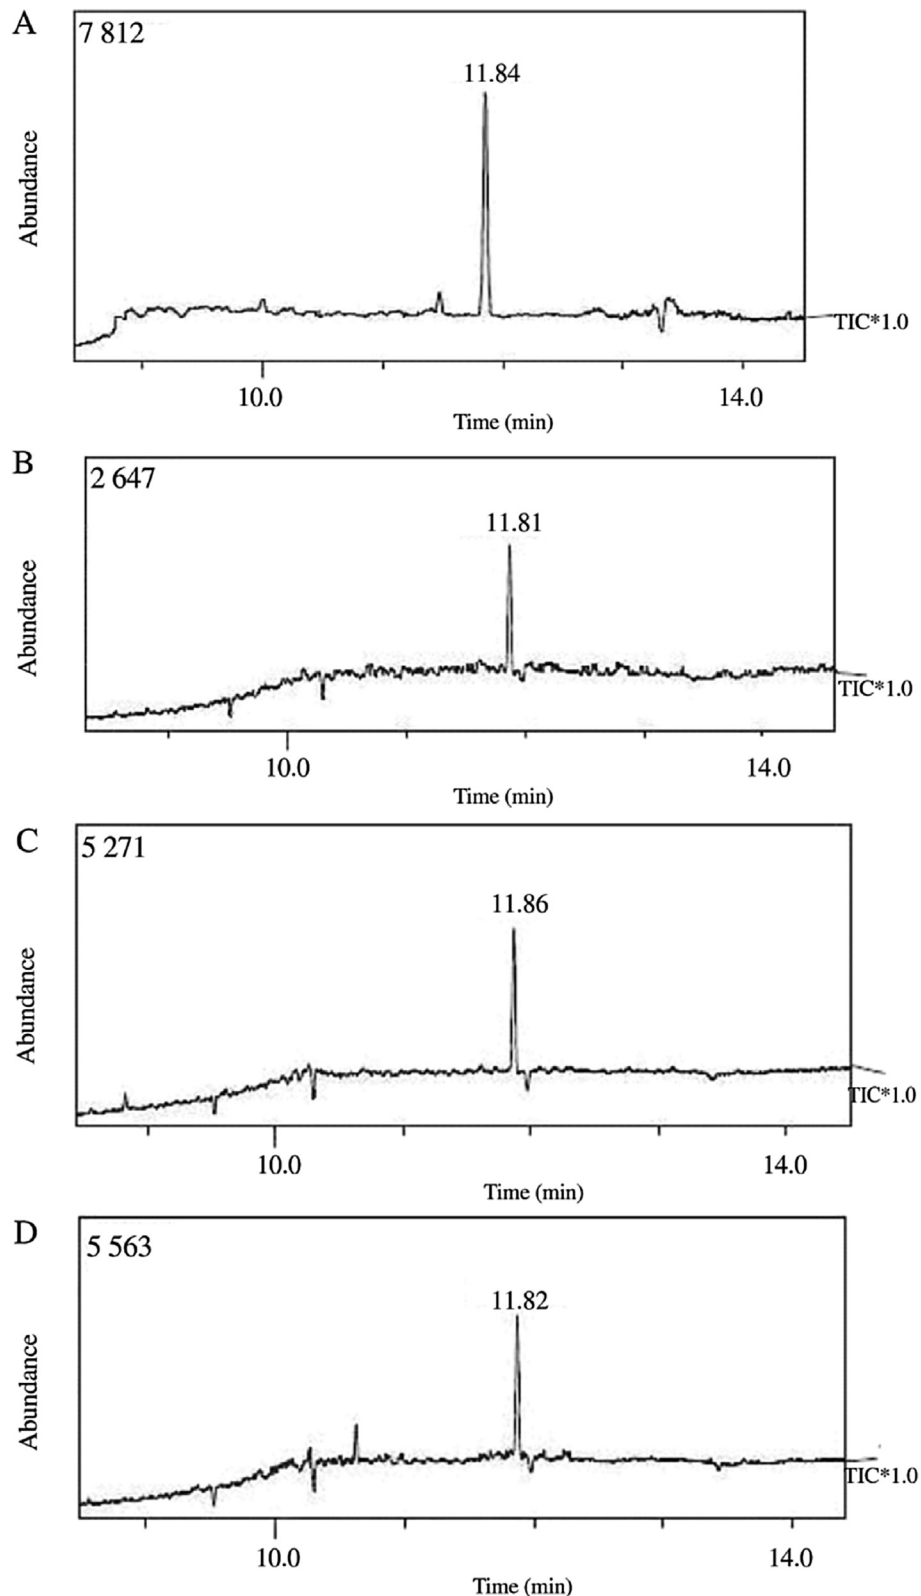 A
7 812
11.84
Abundance
TIC*1.0
10.0 14.0
Time (min)
B
2 647
11.81
Abundance
TIC*1.0
10.0 14.0
Time (min)
C
5 271
11.86
Abundance
TIC*1.0
10.0 14.0
Time (min)
D
5 563
11.82
Abundance
TIC*1.0
10.0 14.0
Time (min)